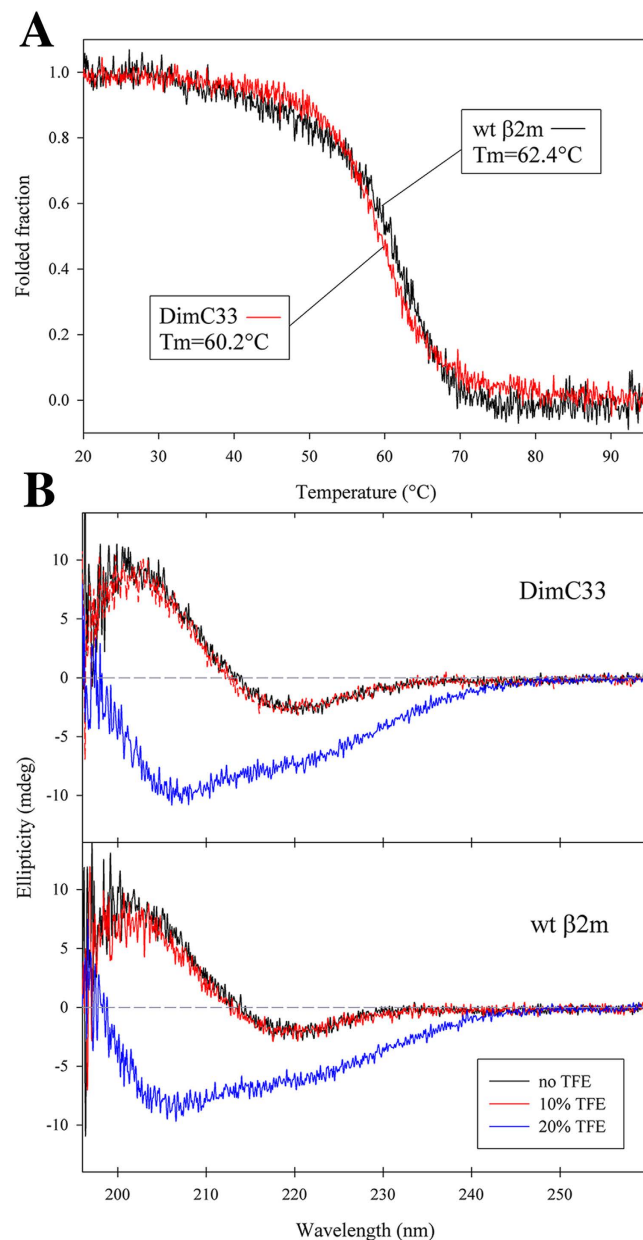 A
1.0
0.8
0.6
0.4
0.2
0.0
Folded fraction
wt β2m
Tm=62.4°C
DimC33
Tm=60.2°C
20 30 40 50 60 70 80 90
Temperature (°C)
B
10
5
0
-5
-10
DimC33
Ellipticity (mdeg)
10
5
0
-5
-10
wt β2m
no TFE
10% TFE
20% TFE
200 210 220 230 240 250
Wavelength (nm)